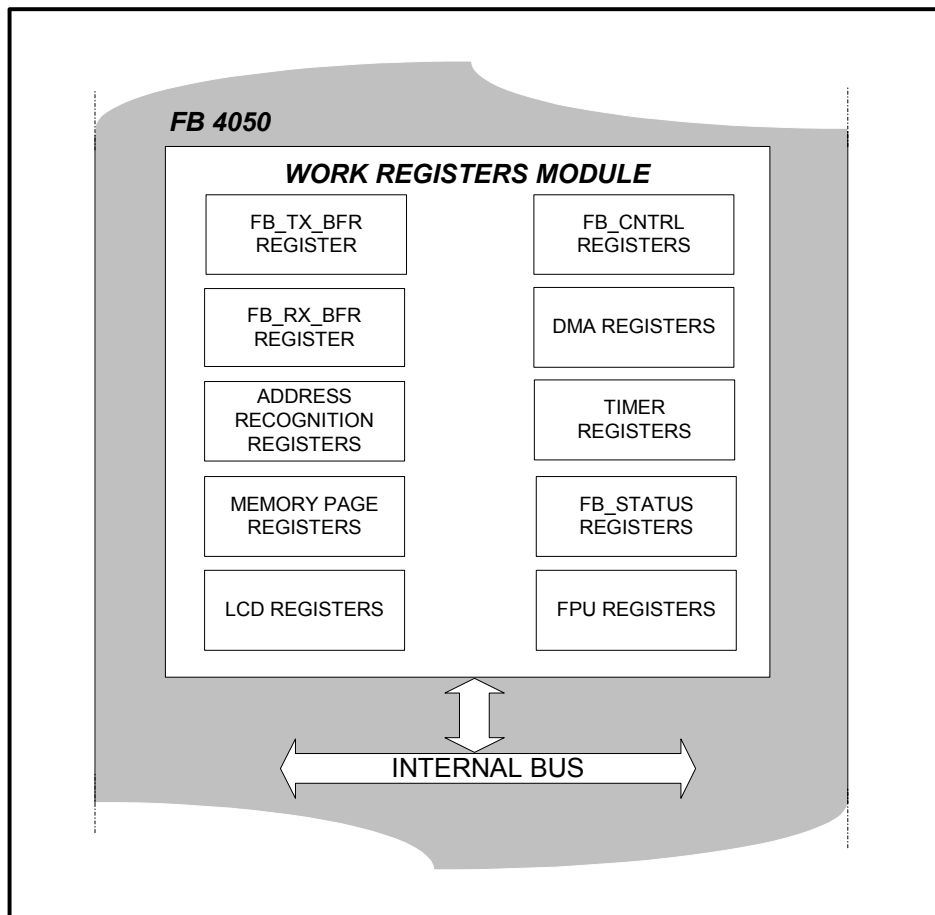 FB 4050
WORK REGISTERS MODULE
FB_TX_BFR
REGISTER
FB_CNTRL
REGISTERS
FB_RX_BFR
REGISTER
DMA REGISTERS
ADDRESS
RECOGNITION
REGISTERS
TIMER
REGISTERS
MEMORY PAGE
REGISTERS
FB_STATUS
REGISTERS
LCD REGISTERS
FPU REGISTERS
INTERNAL BUS